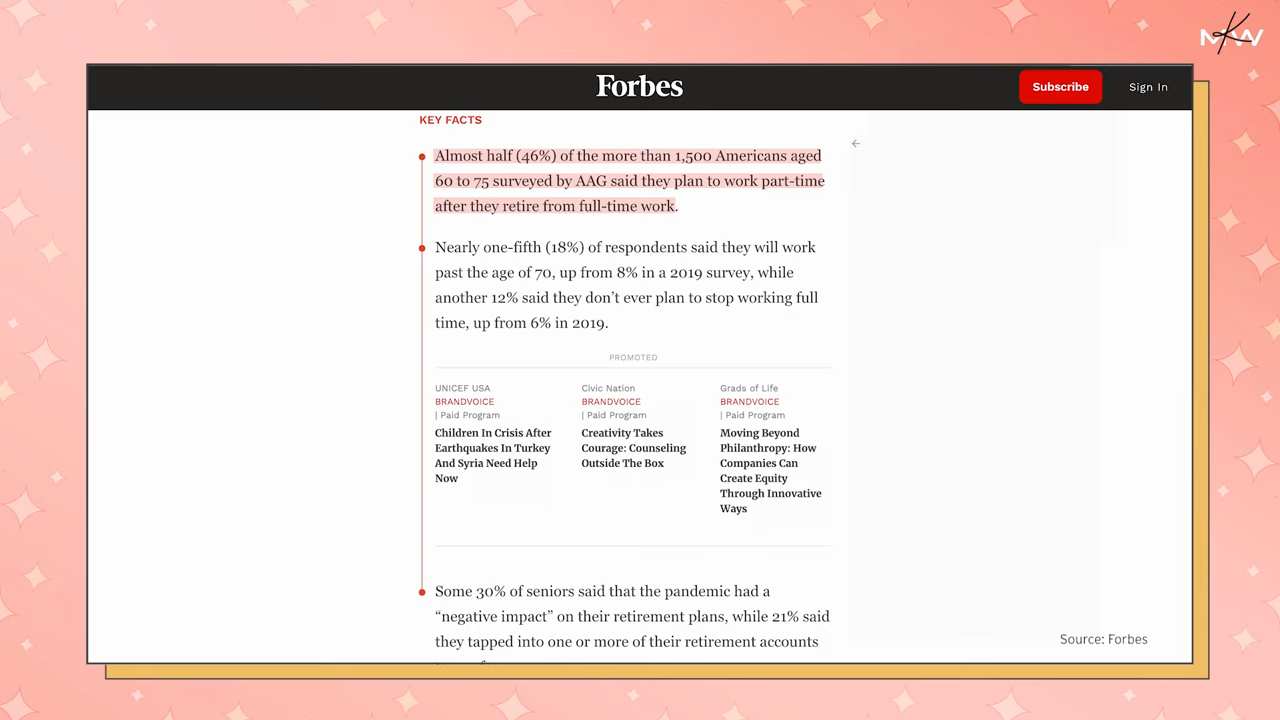 MKW
Forbes
Subscribe
Sign In
KEY FACTS
Almost half (46%) of the more than 1,500 Americans aged
60 to 75 surveyed by AAG said they plan to work part-time
after they retire from full-time work.
Nearly one-fifth (18%) of respondents said they will work
past the age of 70, up from 8% in a 2019 survey, while
another 12% said they don’t ever plan to stop working full
time, up from 6% in 2019.
PROMOTED
UNICEF USA
BRANDVOICE
| Paid Program
Children In Crisis After
Earthquakes In Turkey
And Syria Need Help
Now
Civic Nation
BRANDVOICE
| Paid Program
Creativity Takes
Courage: Counseling
Outside The Box
Grads of Life
BRANDVOICE
| Paid Program
Moving Beyond
Philanthropy: How
Companies Can
Create Equity
Through Innovative
Ways
Some 30% of seniors said that the pandemic had a
“negative impact” on their retirement plans, while 21% said
they tapped into one or more of their retirement accounts
Source: Forbes